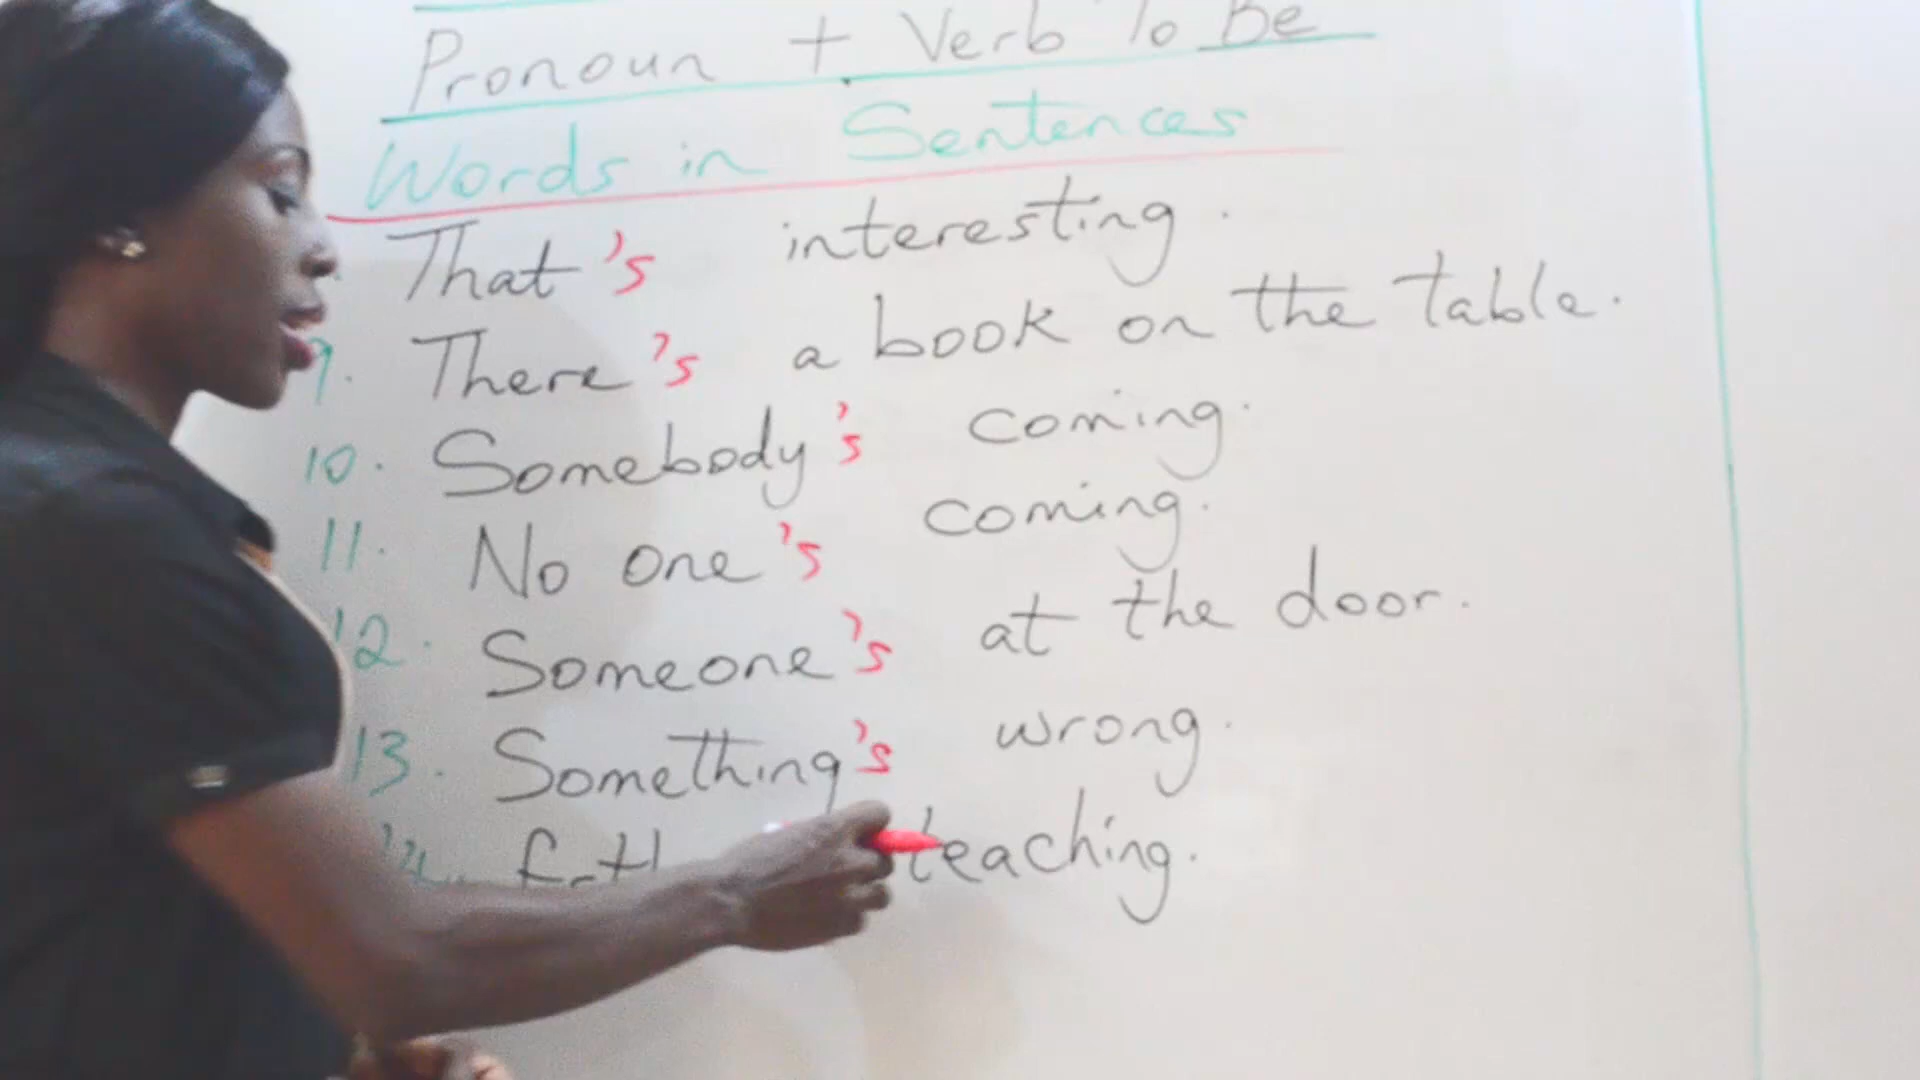 Pronoun + Verb To Be
Words in Sentences
That's interesting.
9. There's a book on the table.
10. Somebody's coming.
11. No one's coming.
12. Someone's at the door.
13. Something's wrong.
teaching.